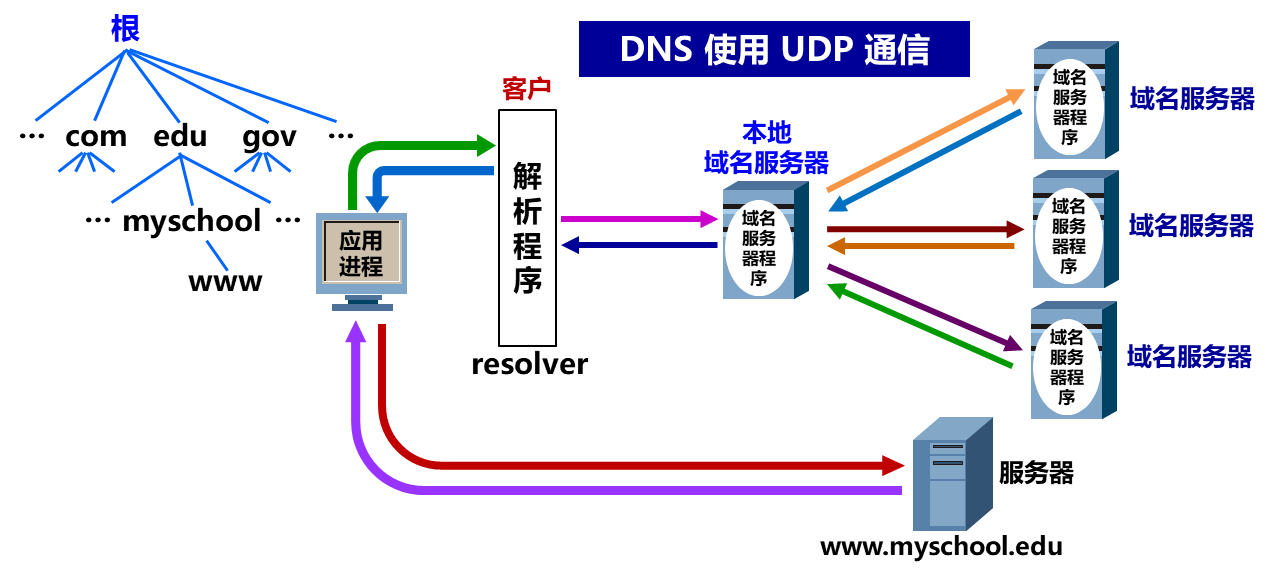 根
DNS 使用 UDP 通信
… com edu gov …
… myschool …
www
应用
进程
客户
解
析
程
序
resolver
本地
域名服务器
域名
服务
器程
序
域名
服务
器程
序
域名服务器
域名
服务
器程
序
域名服务器
域名
服务
器程
序
域名服务器
服务器
www.myschool.edu